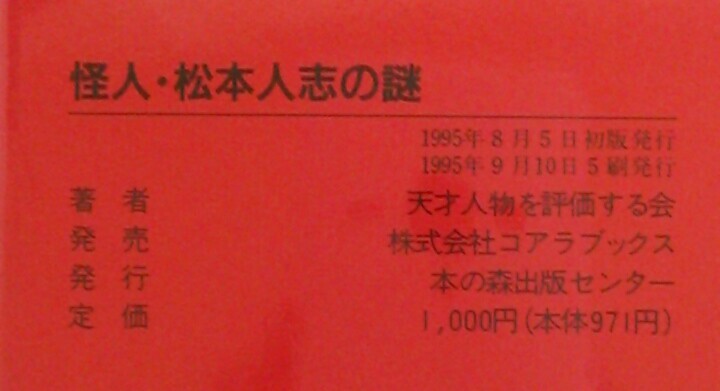 怪人・松本人志の謎
1995年8月5日初版発行
1995年9月10日5刷発行
著者 天才人物を評価する会
発売 株式会社コアラブックス
発行 本の森出版センター
定価 1,000円(本体971円)